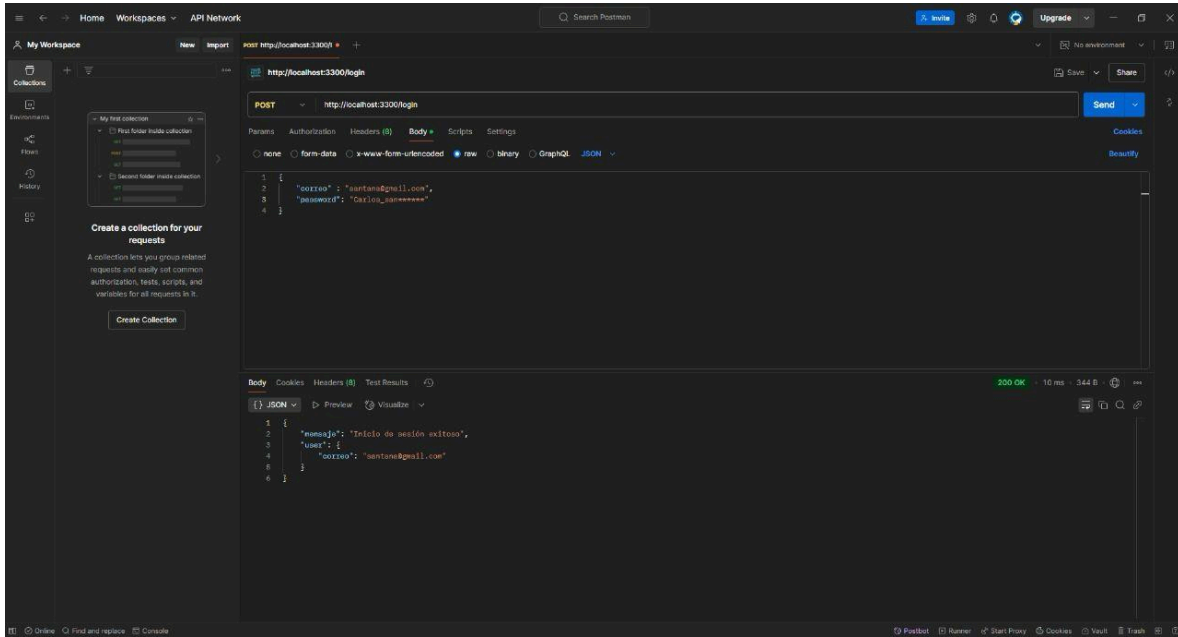 Home Workspaces API Network
Search Postman
Invite
Upgrade
My Workspace
New Import
POST http://localhost:3300/l
No environment
Collections
Environments
Flows
History
My first collection
First folder inside collection
Second folder inside collection
Create a collection for your
requests
A collection lets you group related
requests and easily set common
authorization, tests, scripts, and
variables for all requests in it.
Create Collection
http://localhost:3300/login
Save Share
POST http://localhost:3300/login
Send
Params Authorization Headers (8) Body Scripts Settings
Cookies
none form-data x-www-form-urlencoded raw binary GraphQL JSON
Beautify
1 {
2 "correo" : "santana@gmail.com",
3 "password": "Carlos_san******"
4 }
Body Cookies Headers (8) Test Results
200 OK 10 ms 344 B
{} JSON Preview Visualize
1 {
2 "mensaje": "Inicio de sesión exitoso",
3 "user": {
4 "correo": "santana@gmail.com"
5 }
6 }
Online Find and replace Console
Postbot Runner Start Proxy Cookies Vault Trash